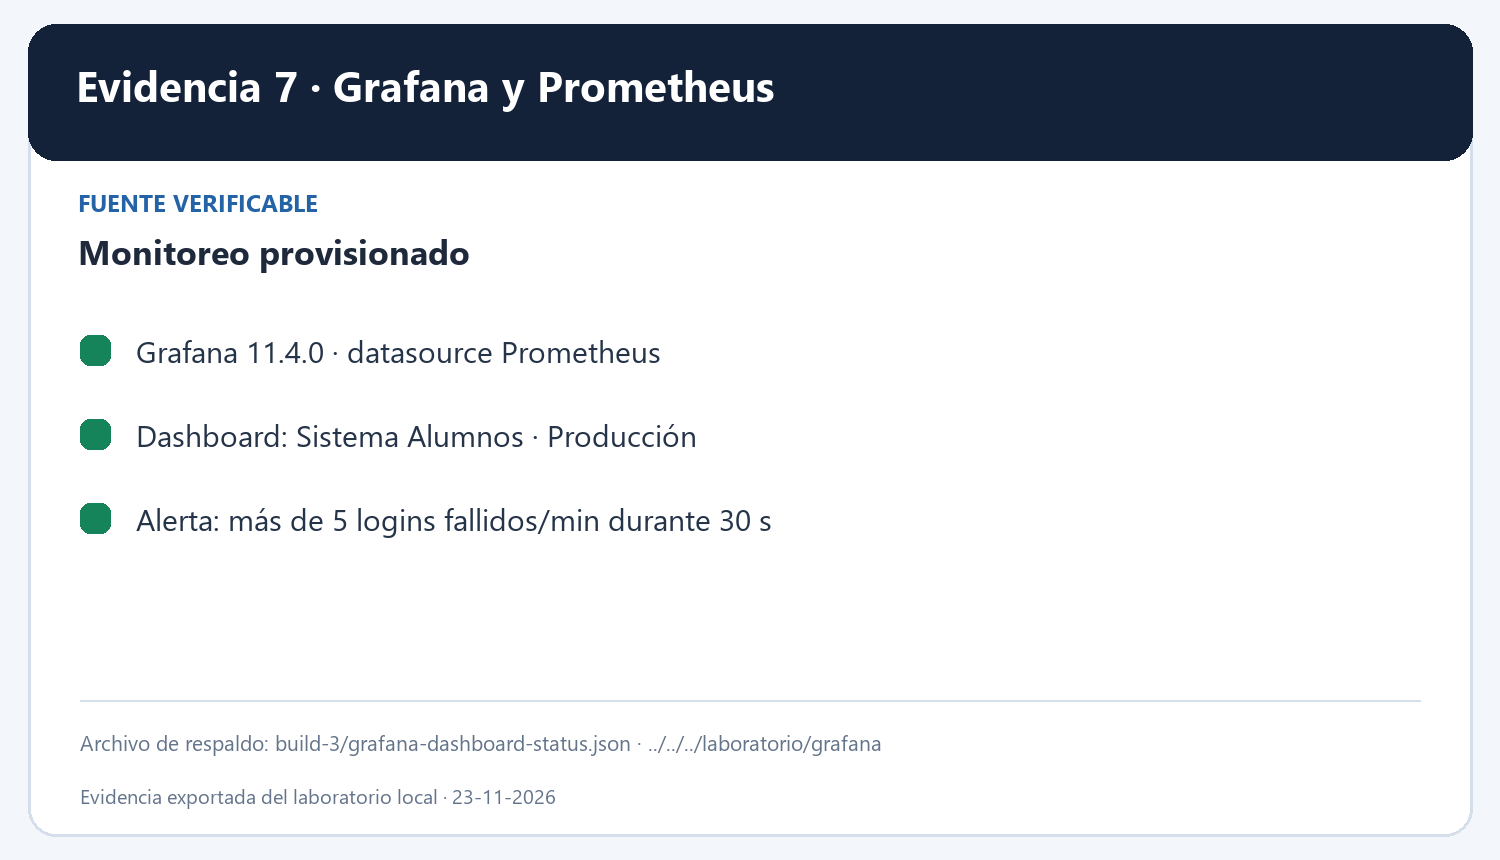 Evidencia 7 · Grafana y Prometheus
FUENTE VERIFICABLE
Monitoreo provisionado
Grafana 11.4.0 · datasource Prometheus
Dashboard: Sistema Alumnos · Producción
Alerta: más de 5 logins fallidos/min durante 30 s
Archivo de respaldo: build-3/grafana-dashboard-status.json · ../../../laboratorio/grafana
Evidencia exportada del laboratorio local · 23-11-2026